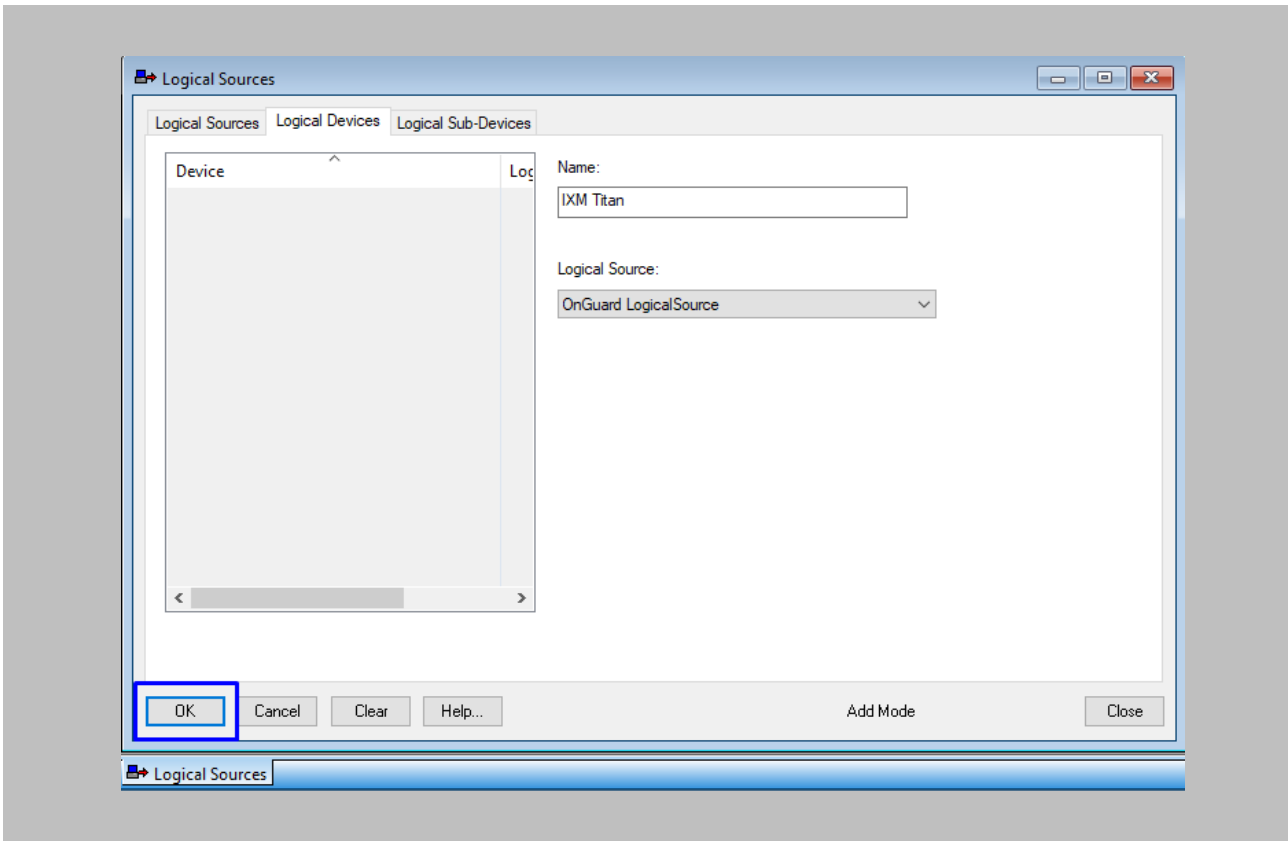 Logical Sources
Logical Sources Logical Devices Logical Sub-Devices
Device Log
Name:
IXM Titan
Logical Source:
OnGuard LogicalSource
OK Cancel Clear Help... Add Mode Close
Logical Sources